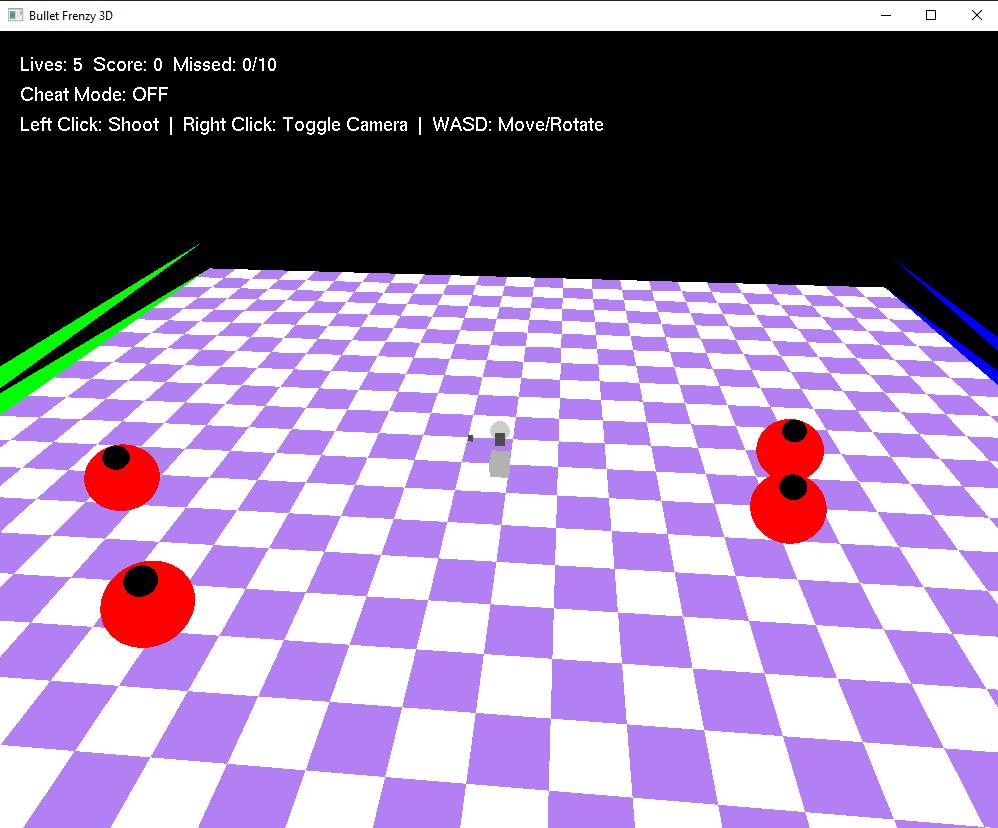 Bullet Frenzy 3D
Lives: 5  Score: 0  Missed: 0/10
Cheat Mode: OFF
Left Click: Shoot  |  Right Click: Toggle Camera  |  WASD: Move/Rotate